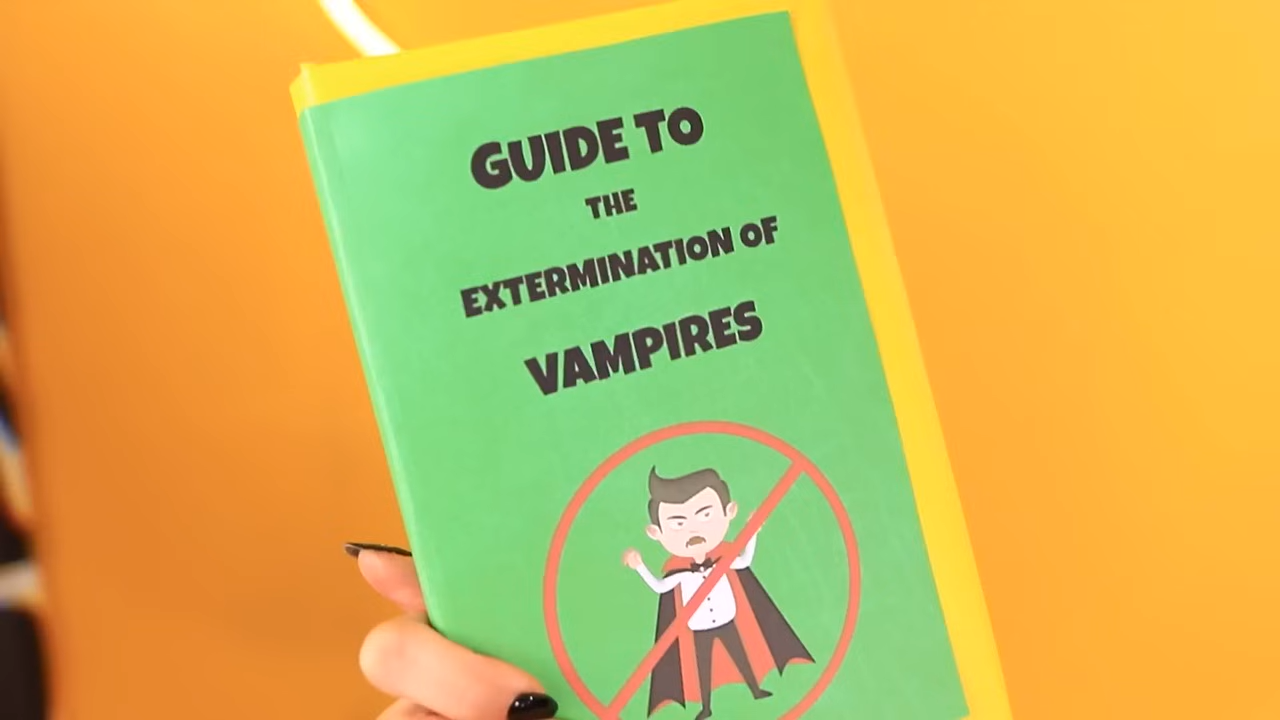 GUIDE TO
THE
EXTERMINATION OF
VAMPIRES